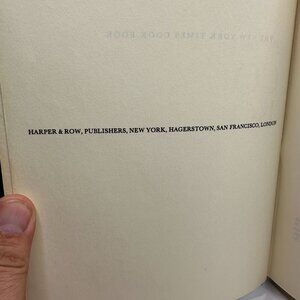 HARPER & ROW, PUBLISHERS, NEW YORK, HAGERSTOWN, SAN FRANCISCO, LONDON